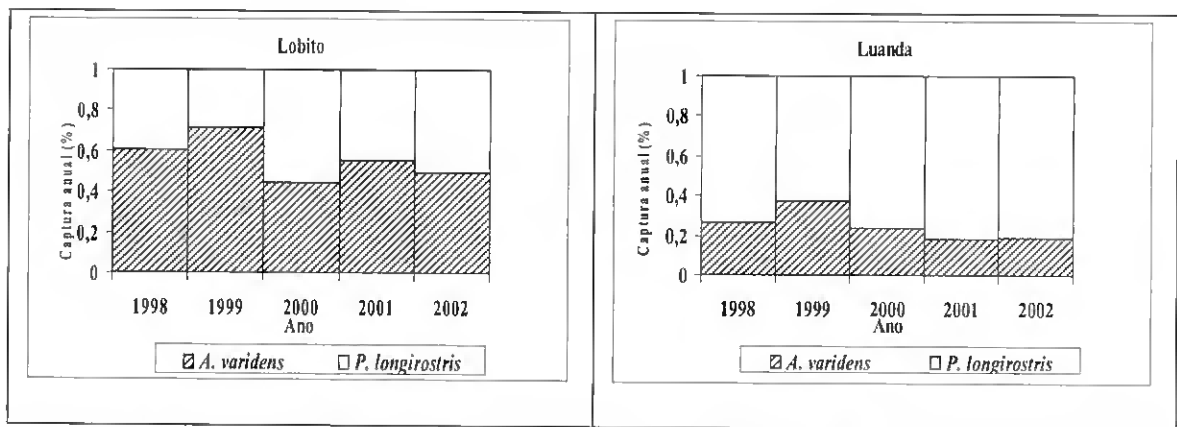 Lobito
Captura anual (%)
1
0,8
0,6
0,4
0,2
0
1998 1999 2000 2001 2002
Ano
A. varidens P. longirostris
Luanda
Captura anual (%)
1
0,8
0,6
0,4
0,2
0
1998 1999 2000 2001 2002
Ano
A. varidens P. longirostris